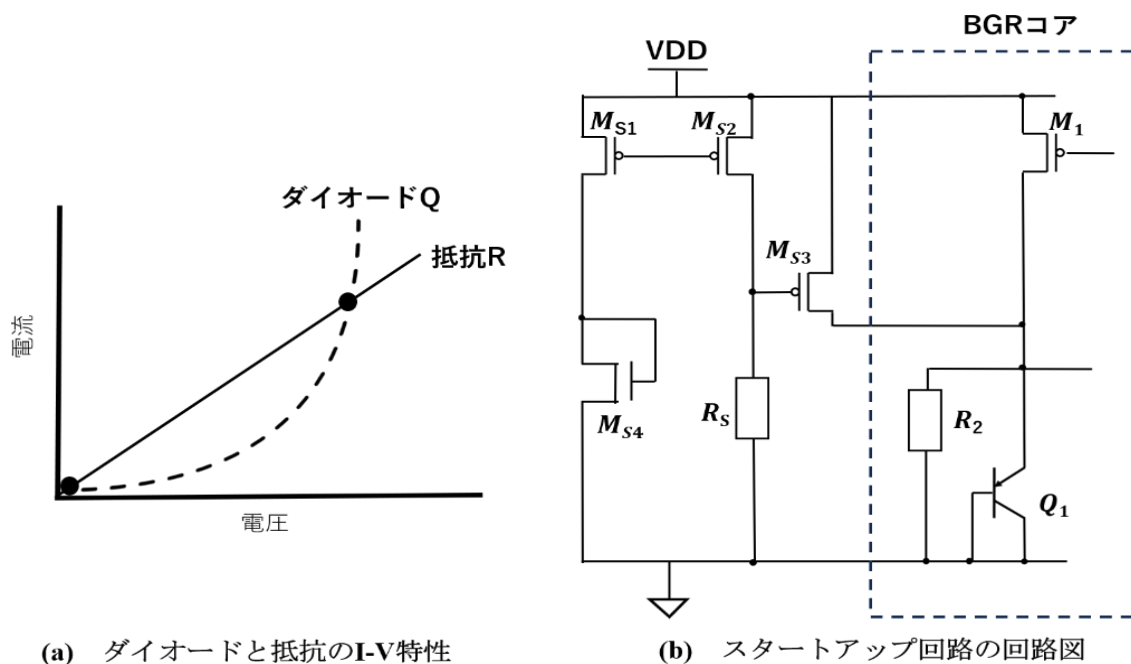 ダイオードQ
抵抗R
電流
電圧
(a) ダイオードと抵抗のI-V特性
BGRコア
VDD
M_S1
M_S2
M_1
M_S3
M_S4
R_S
R_2
Q_1
(b) スタートアップ回路の回路図